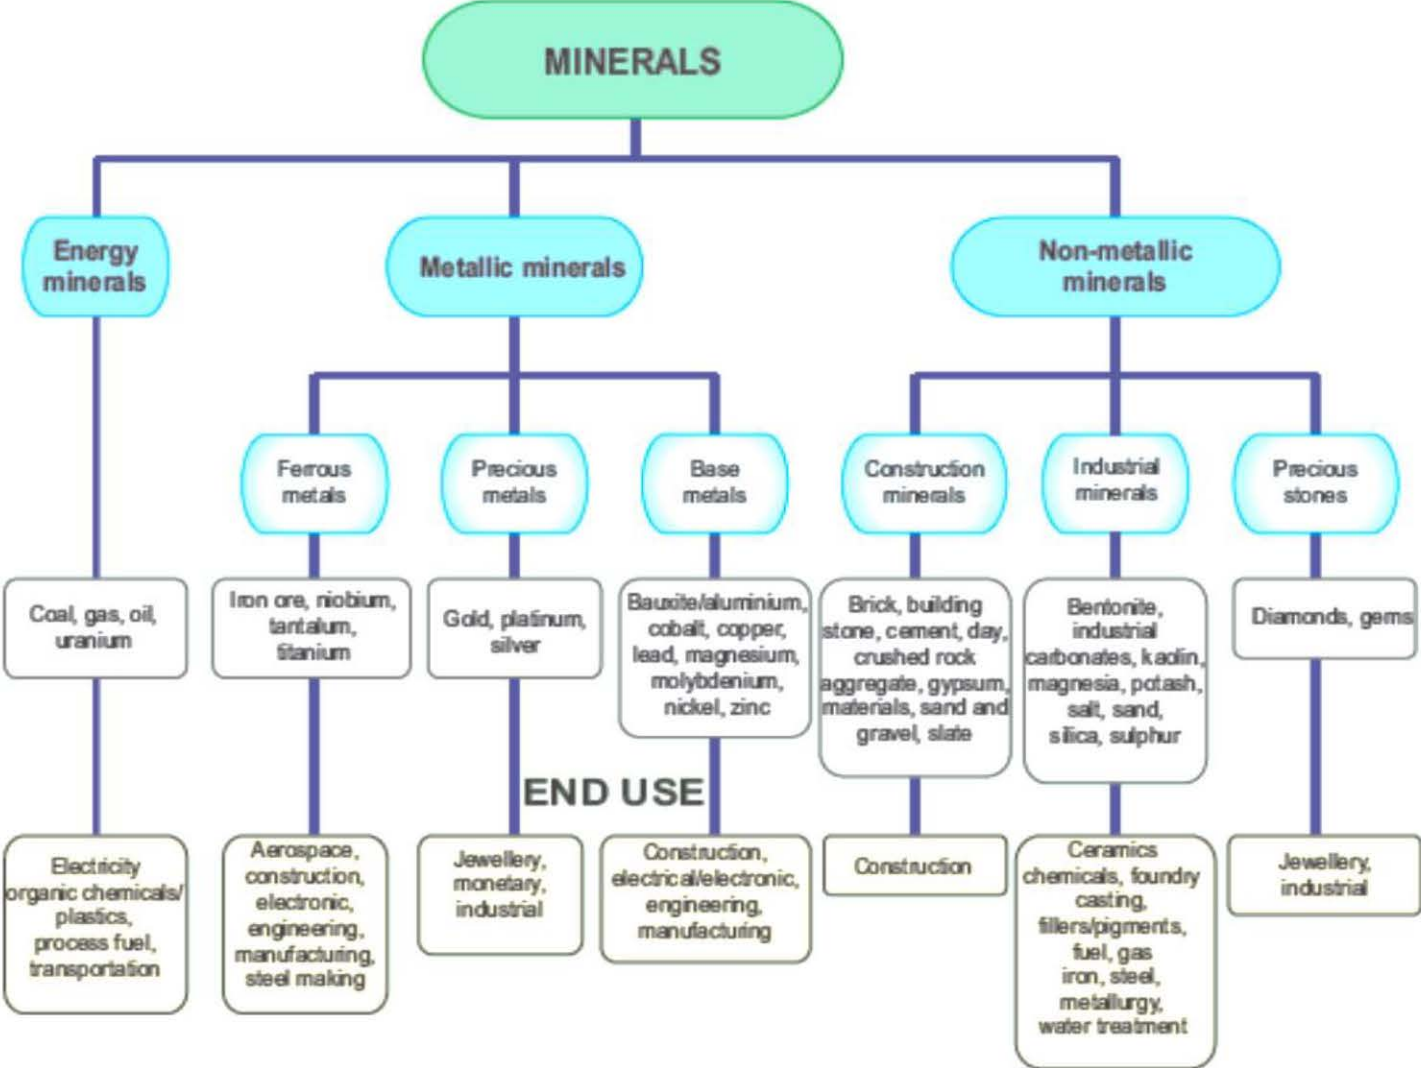 MINERALS
Energy
minerals
Metallic minerals
Non-metallic
minerals
Ferrous
metals
Precious
metals
Base
metals
Construction
minerals
Industrial
minerals
Precious
stones
Coal, gas, oil,
uranium
Iron ore, niobium,
tantalum,
titanium
Gold, platinum,
silver
Bauxite/aluminium,
cobalt, copper,
lead, magnesium,
molybdenium,
nickel, zinc
Brick, building
stone, cement, day,
crushed rock
aggregate, gypsum,
materials, sand and
gravel, slate
Bentonite,
industrial
carbonates, kaolin,
magnesia, potash,
salt, sand,
silica, sulphur
Diamonds, gems
END USE
Electricity
organic chemicals/
plastics,
process fuel,
transportation
Aerospace,
construction,
electronic,
engineering,
manufacturing,
steel making
Jewellery,
monetary,
industrial
Construction,
electrical/electronic,
engineering,
manufacturing
Construction
Ceramics
chemicals, foundry
casting,
fillers/pigments,
fuel, gas
iron, steel,
metallurgy,
water treatment
Jewellery,
industrial